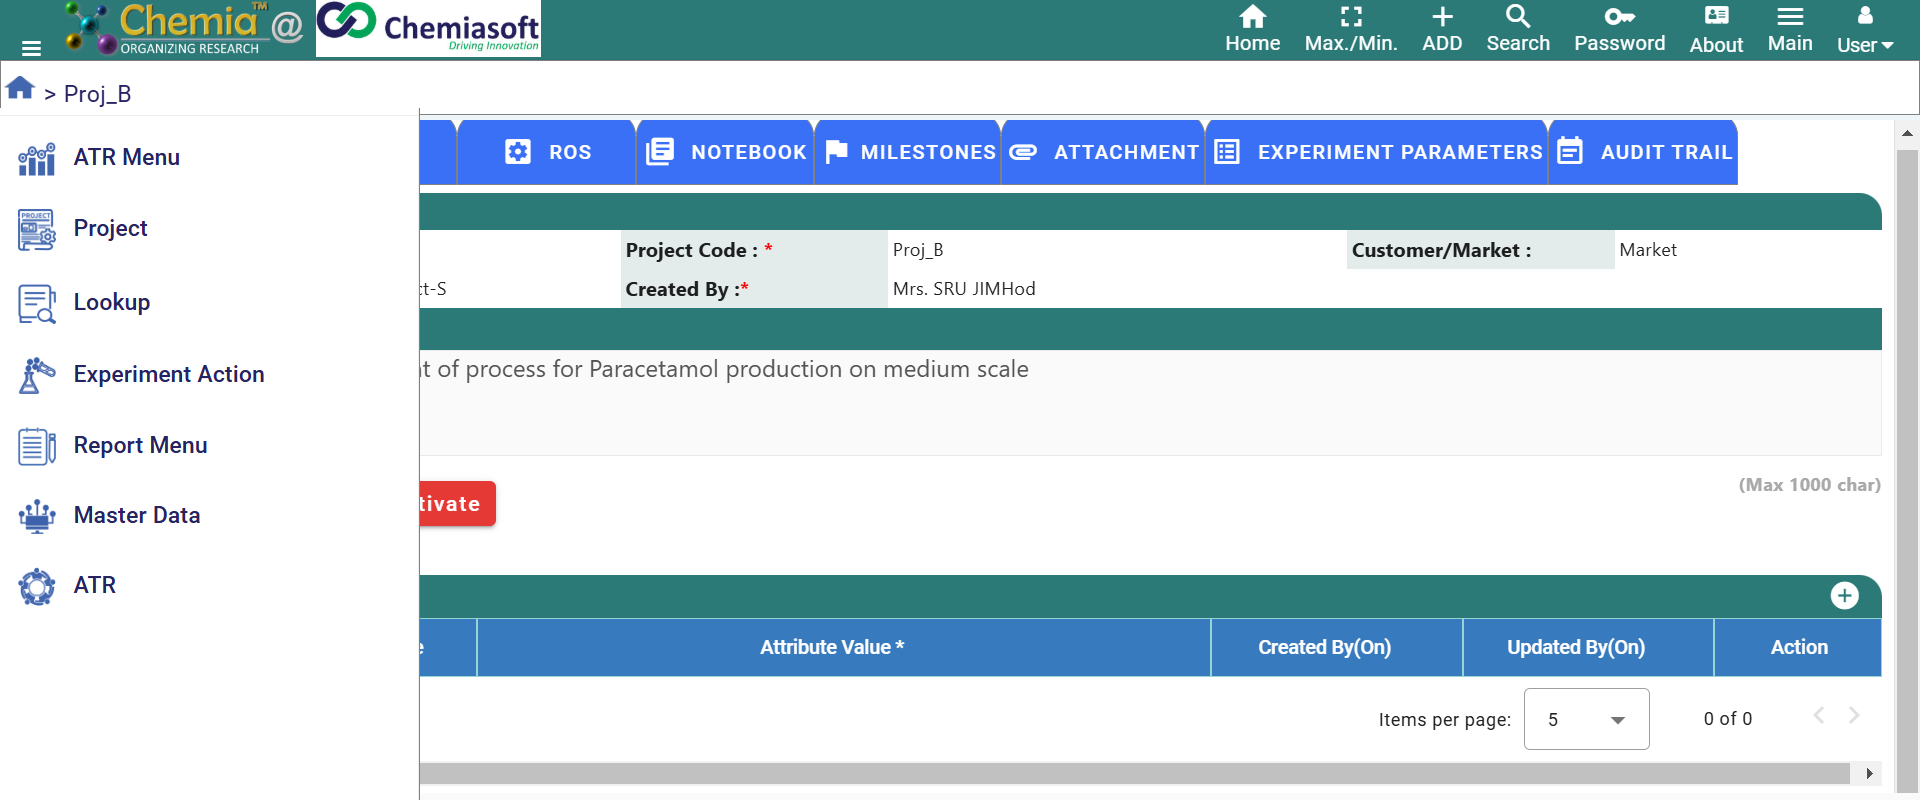 Chemia™ @
ORGANIZING RESEARCH
Chemiasoft
Driving Innovation
Home
Max./Min.
ADD
Search
Password
About
Main
User
> Proj_B
ATR Menu
Project
Lookup
Experiment Action
Report Menu
Master Data
ATR
ROS
NOTEBOOK
MILESTONES
ATTACHMENT
EXPERIMENT PARAMETERS
AUDIT TRAIL
Project Code : *
Proj_B
Customer/Market :
Market
ct-S
Created By :*
Mrs. SRU JIMHod
t of process for Paracetamol production on medium scale
(Max 1000 char)
tivate
e
Attribute Value *
Created By(On)
Updated By(On)
Action
Items per page:
5
0 of 0